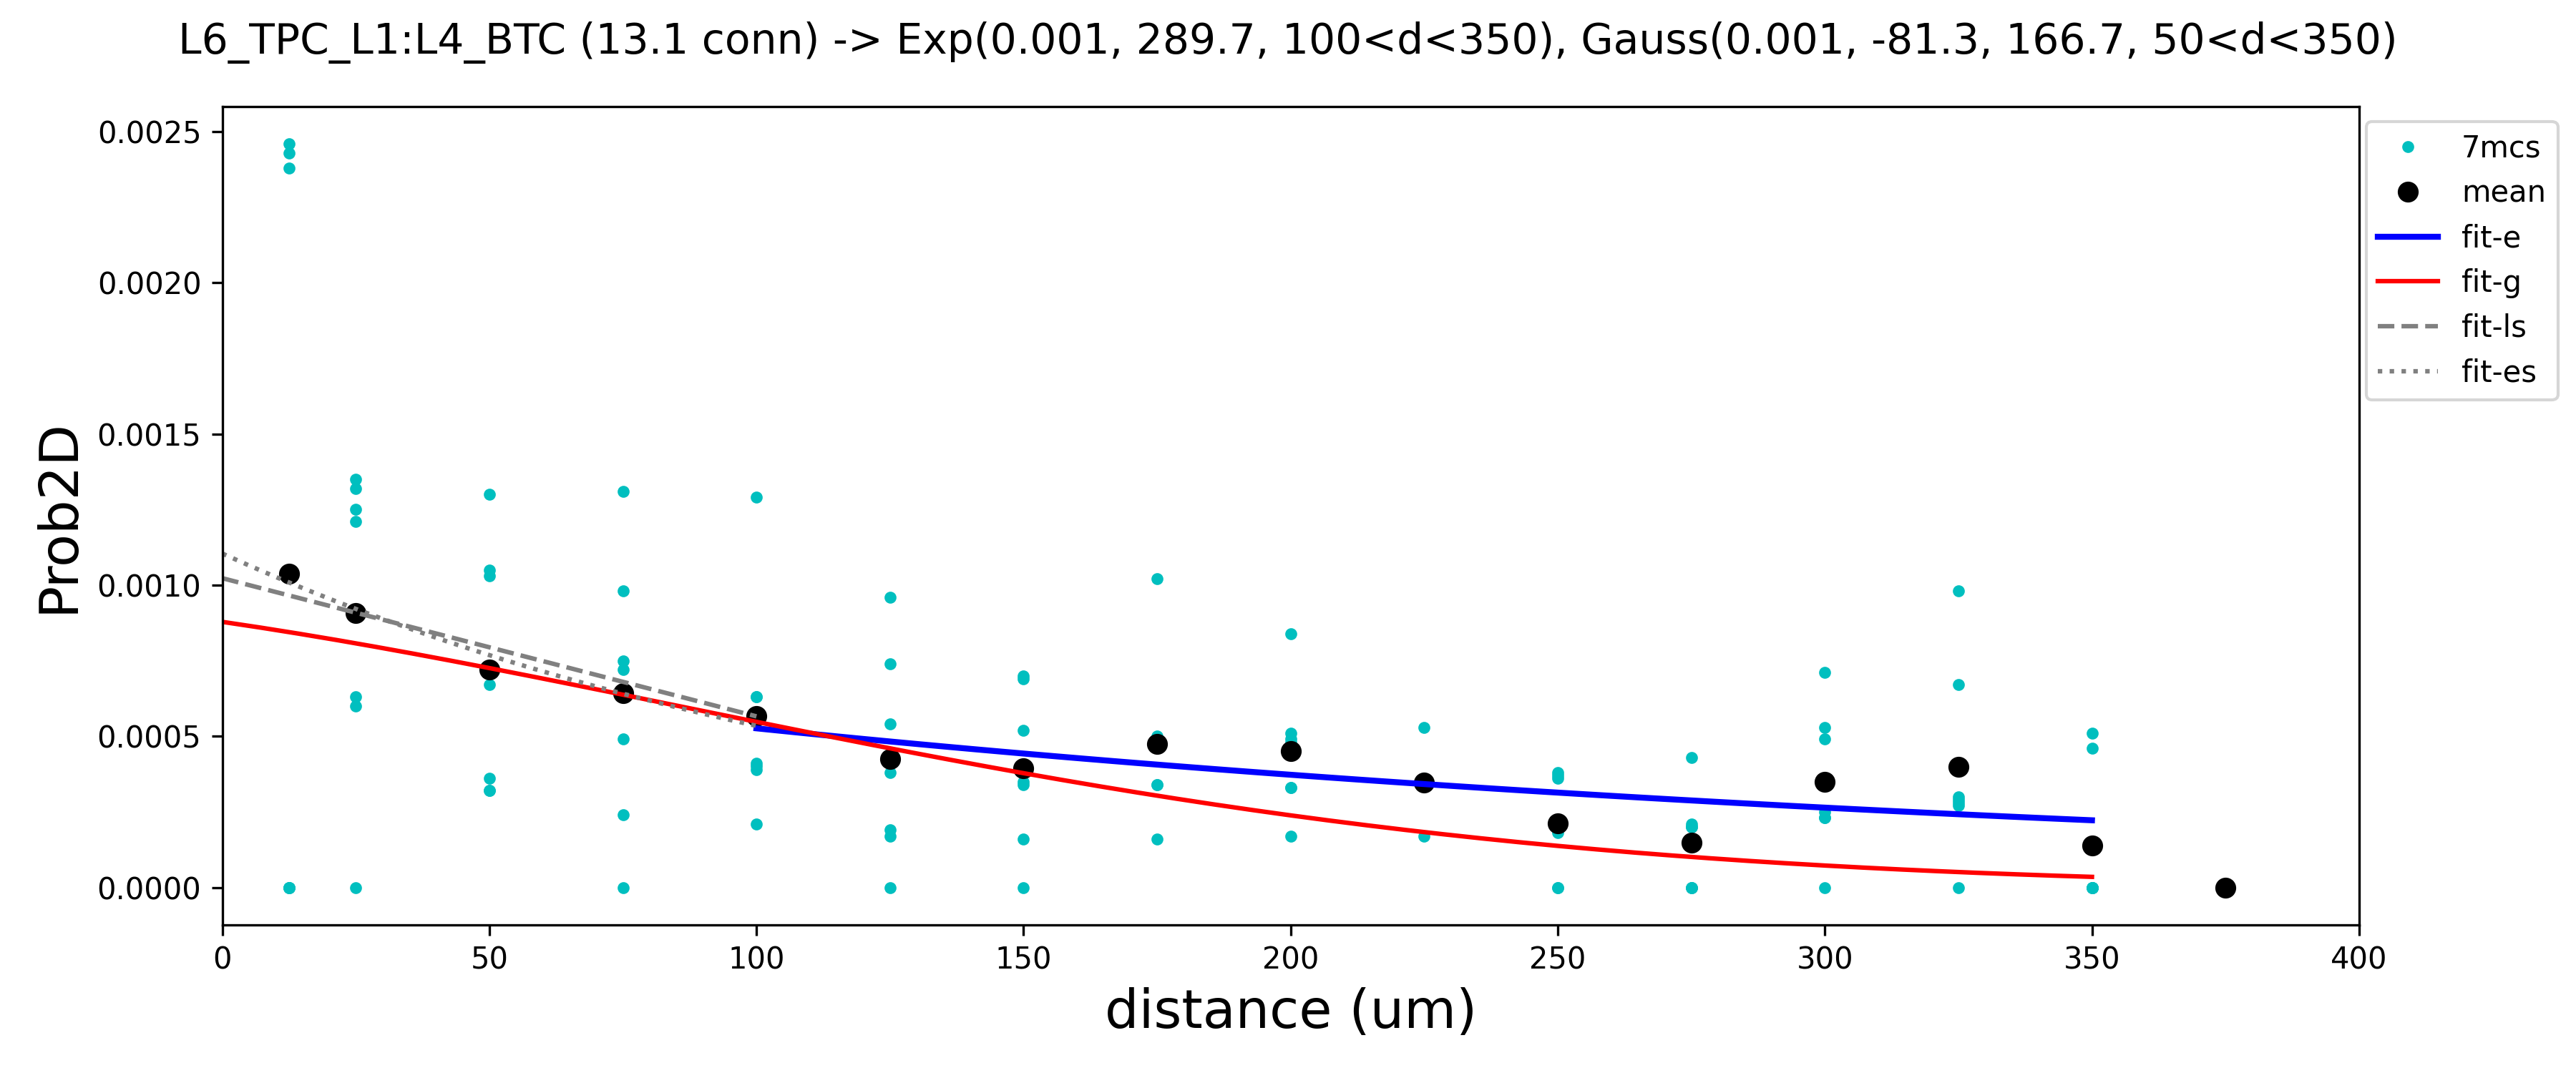 L6_TPC_L1:L4_BTC (13.1 conn) -> Exp(0.001, 289.7, 100<d<350), Gauss(0.001, -81.3, 166.7, 50<d<350)
0.0025
0.0020
0.0015
0.0010
0.0005
0.0000
Prob2D
0 50 100 150 200 250 300 350 400
distance (um)
7mcs
mean
fit-e
fit-g
fit-ls
fit-es